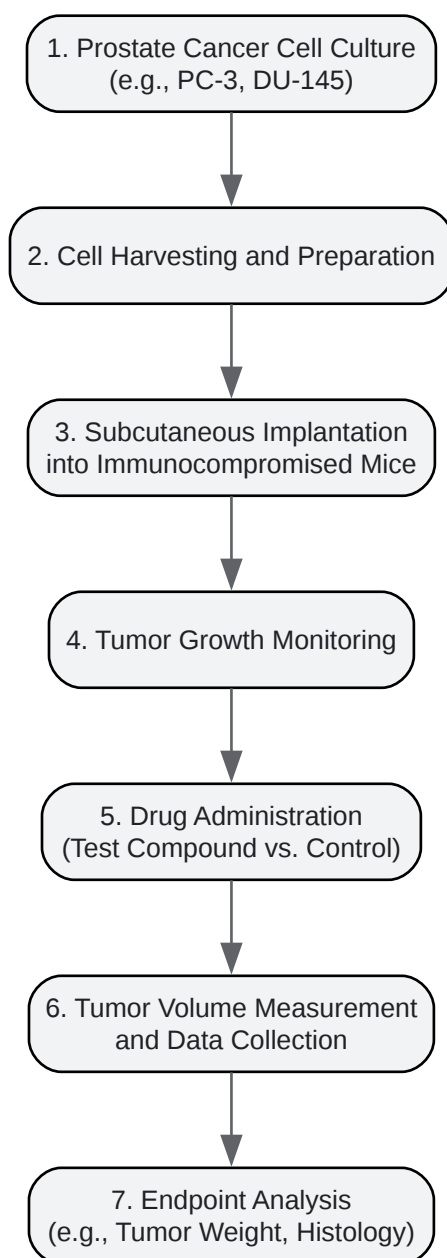 1. Prostate Cancer Cell Culture
(e.g., PC-3, DU-145)
2. Cell Harvesting and Preparation
3. Subcutaneous Implantation
into Immunocompromised Mice
4. Tumor Growth Monitoring
5. Drug Administration
(Test Compound vs. Control)
6. Tumor Volume Measurement
and Data Collection
7. Endpoint Analysis
(e.g., Tumor Weight, Histology)